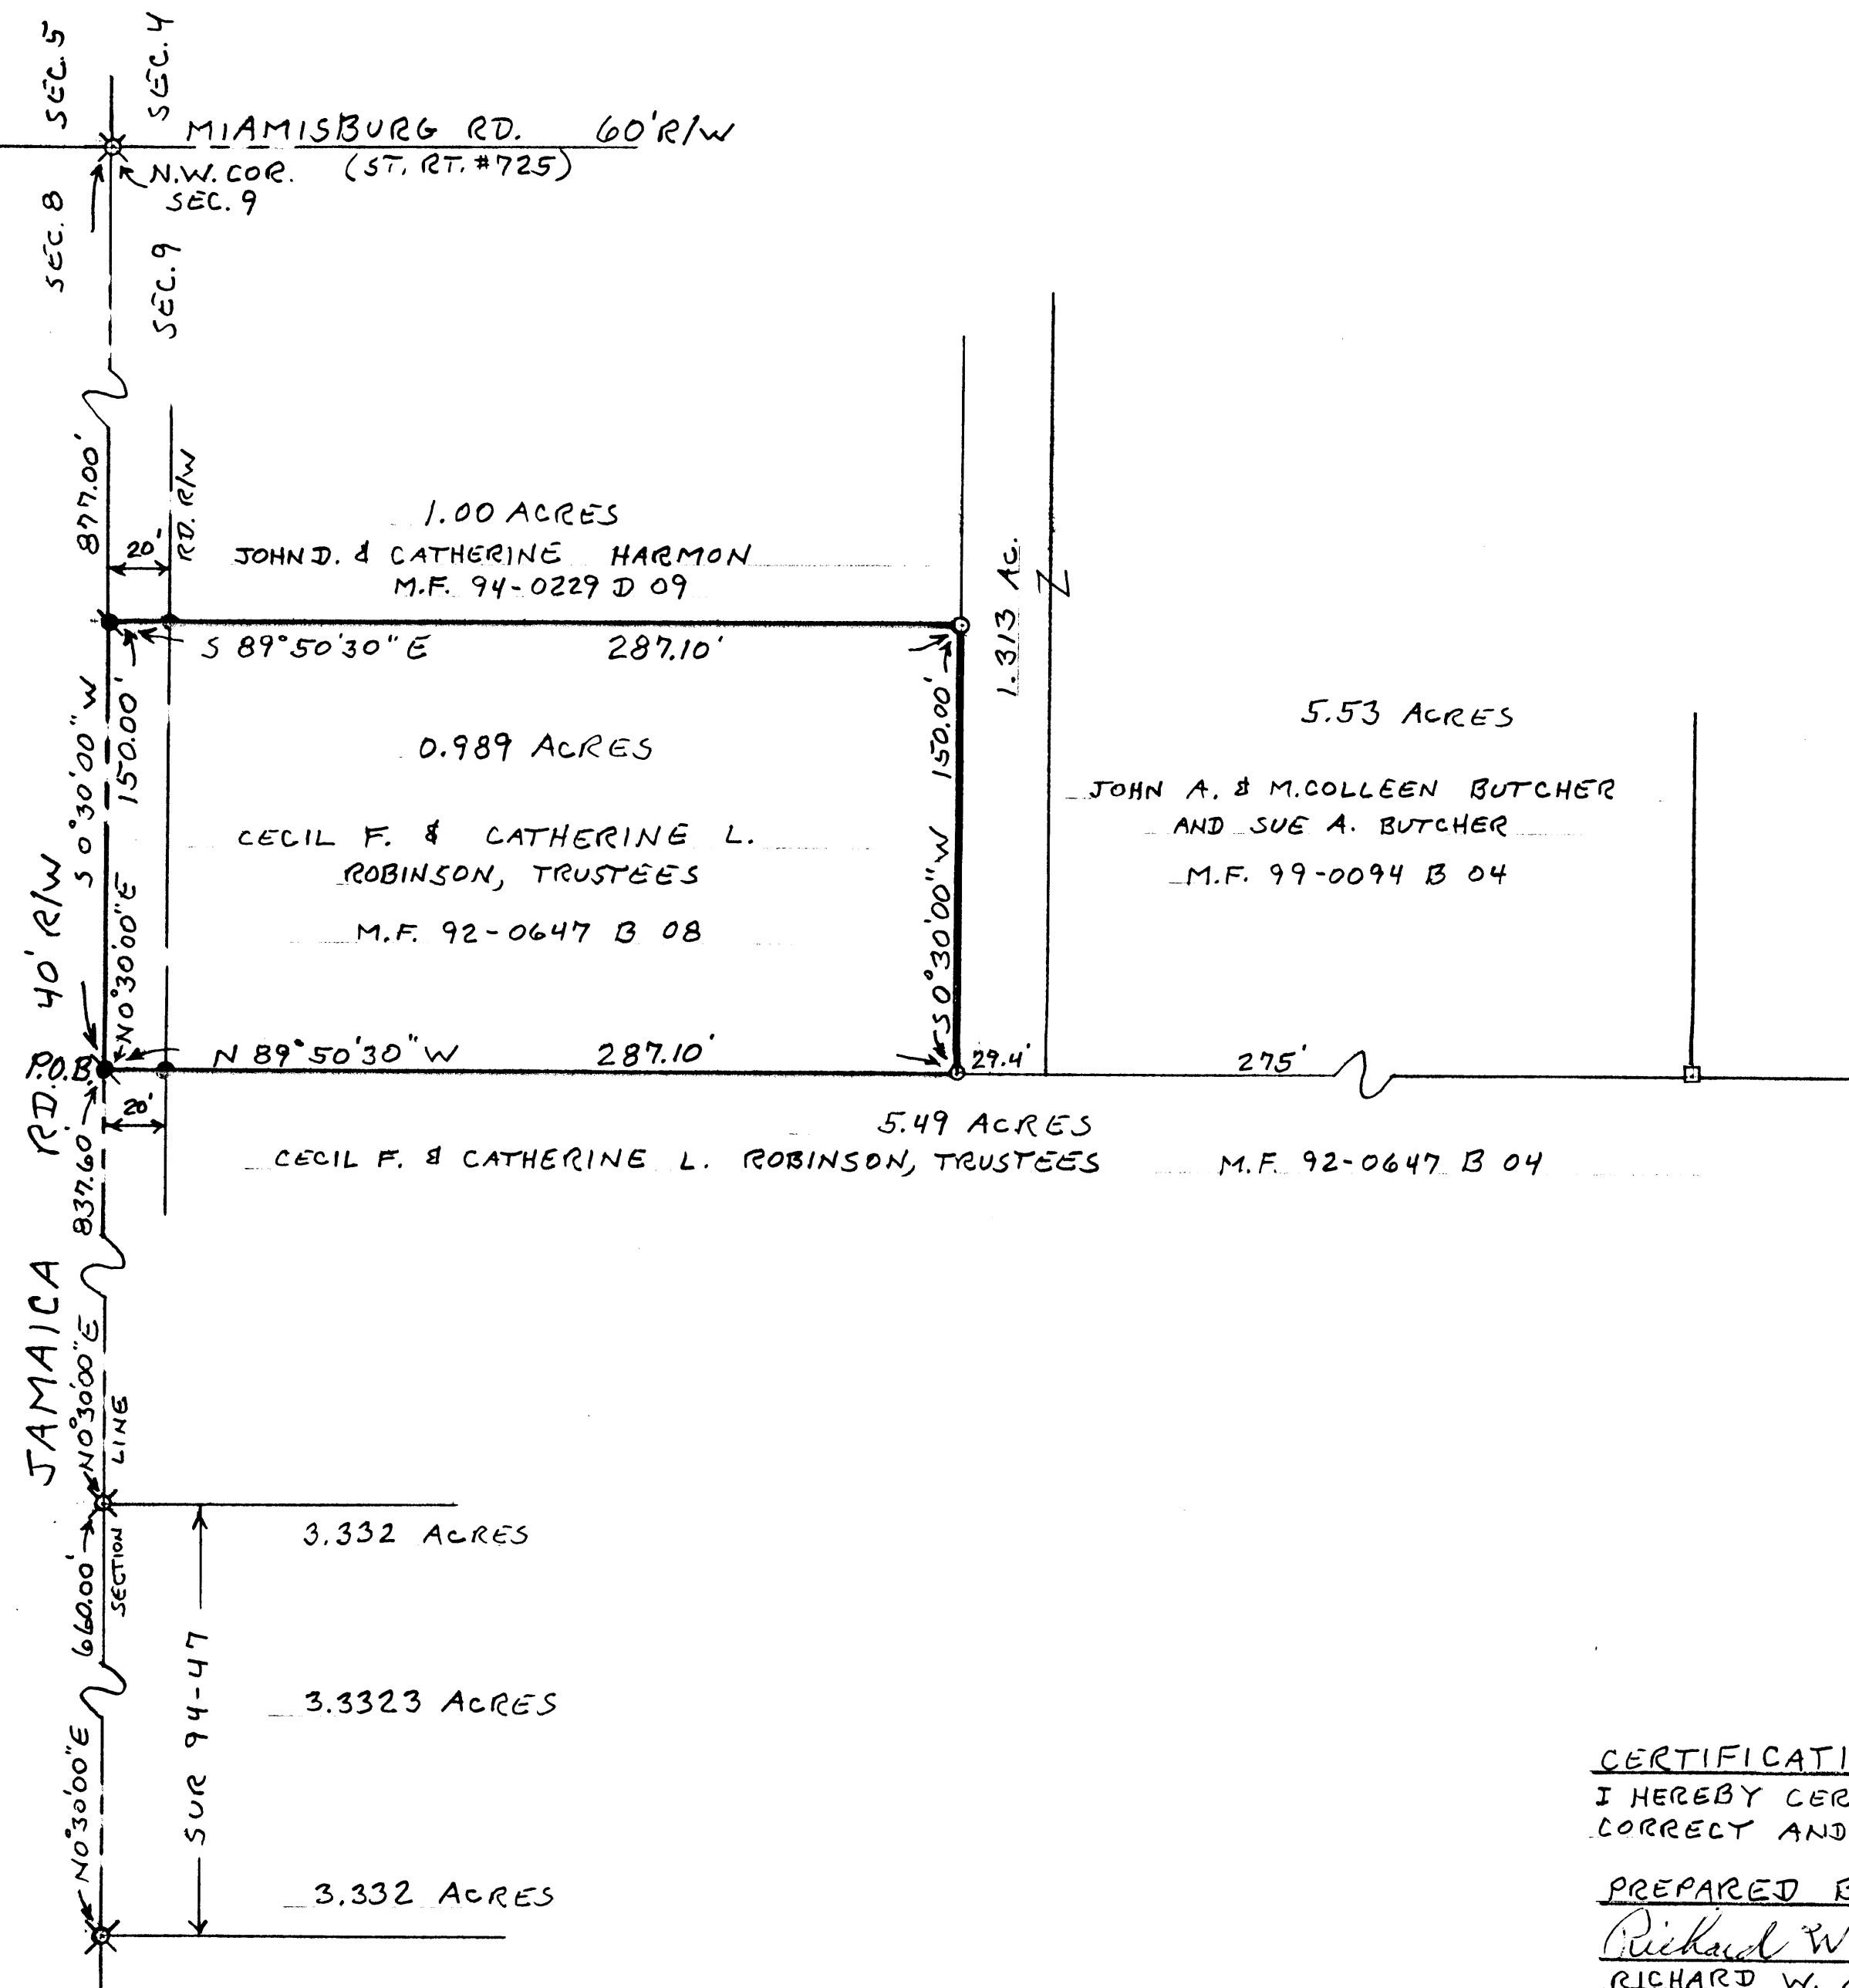 SEC. 5
SEC. 4
MIAMISBURG RD. 60' R/W
(ST. RT. #725)
N.W. COR.
SEC. 9
SEC. 8
SEC. 9
877.00'
RD. R/W
20'
1.00 ACRES
JOHN D. & CATHERINE HARMON
M.F. 94-0229 D 09
S 89°50'30" E 287.10'
1.313 AC.
S 0°30'00" W
150.00'
N0°30'00"E
0.989 ACRES
CECIL F. & CATHERINE L.
ROBINSON, TRUSTEES
M.F. 92-0647 B 08
150.00'
S 0°30'00" W
5.53 ACRES
JOHN A. & M.COLLEEN BUTCHER
AND SUE A. BUTCHER
M.F. 99-0094 B 04
P.O.B.
N 89°50'30" W 287.10'
29.4'
275'
20'
5.49 ACRES
CECIL F. & CATHERINE L. ROBINSON, TRUSTEES M.F. 92-0647 B 04
JAMAICA RD. 40' R/W
837.60
N0°30'00"E
SECTION LINE
660.00'
N0°30'00"E
SUR 94-47
3.332 ACRES
3.3323 ACRES
3.332 ACRES
CERTIFICATI
I HEREBY CER
CORRECT AND
PREPARED B
Richard W
RICHARD W.